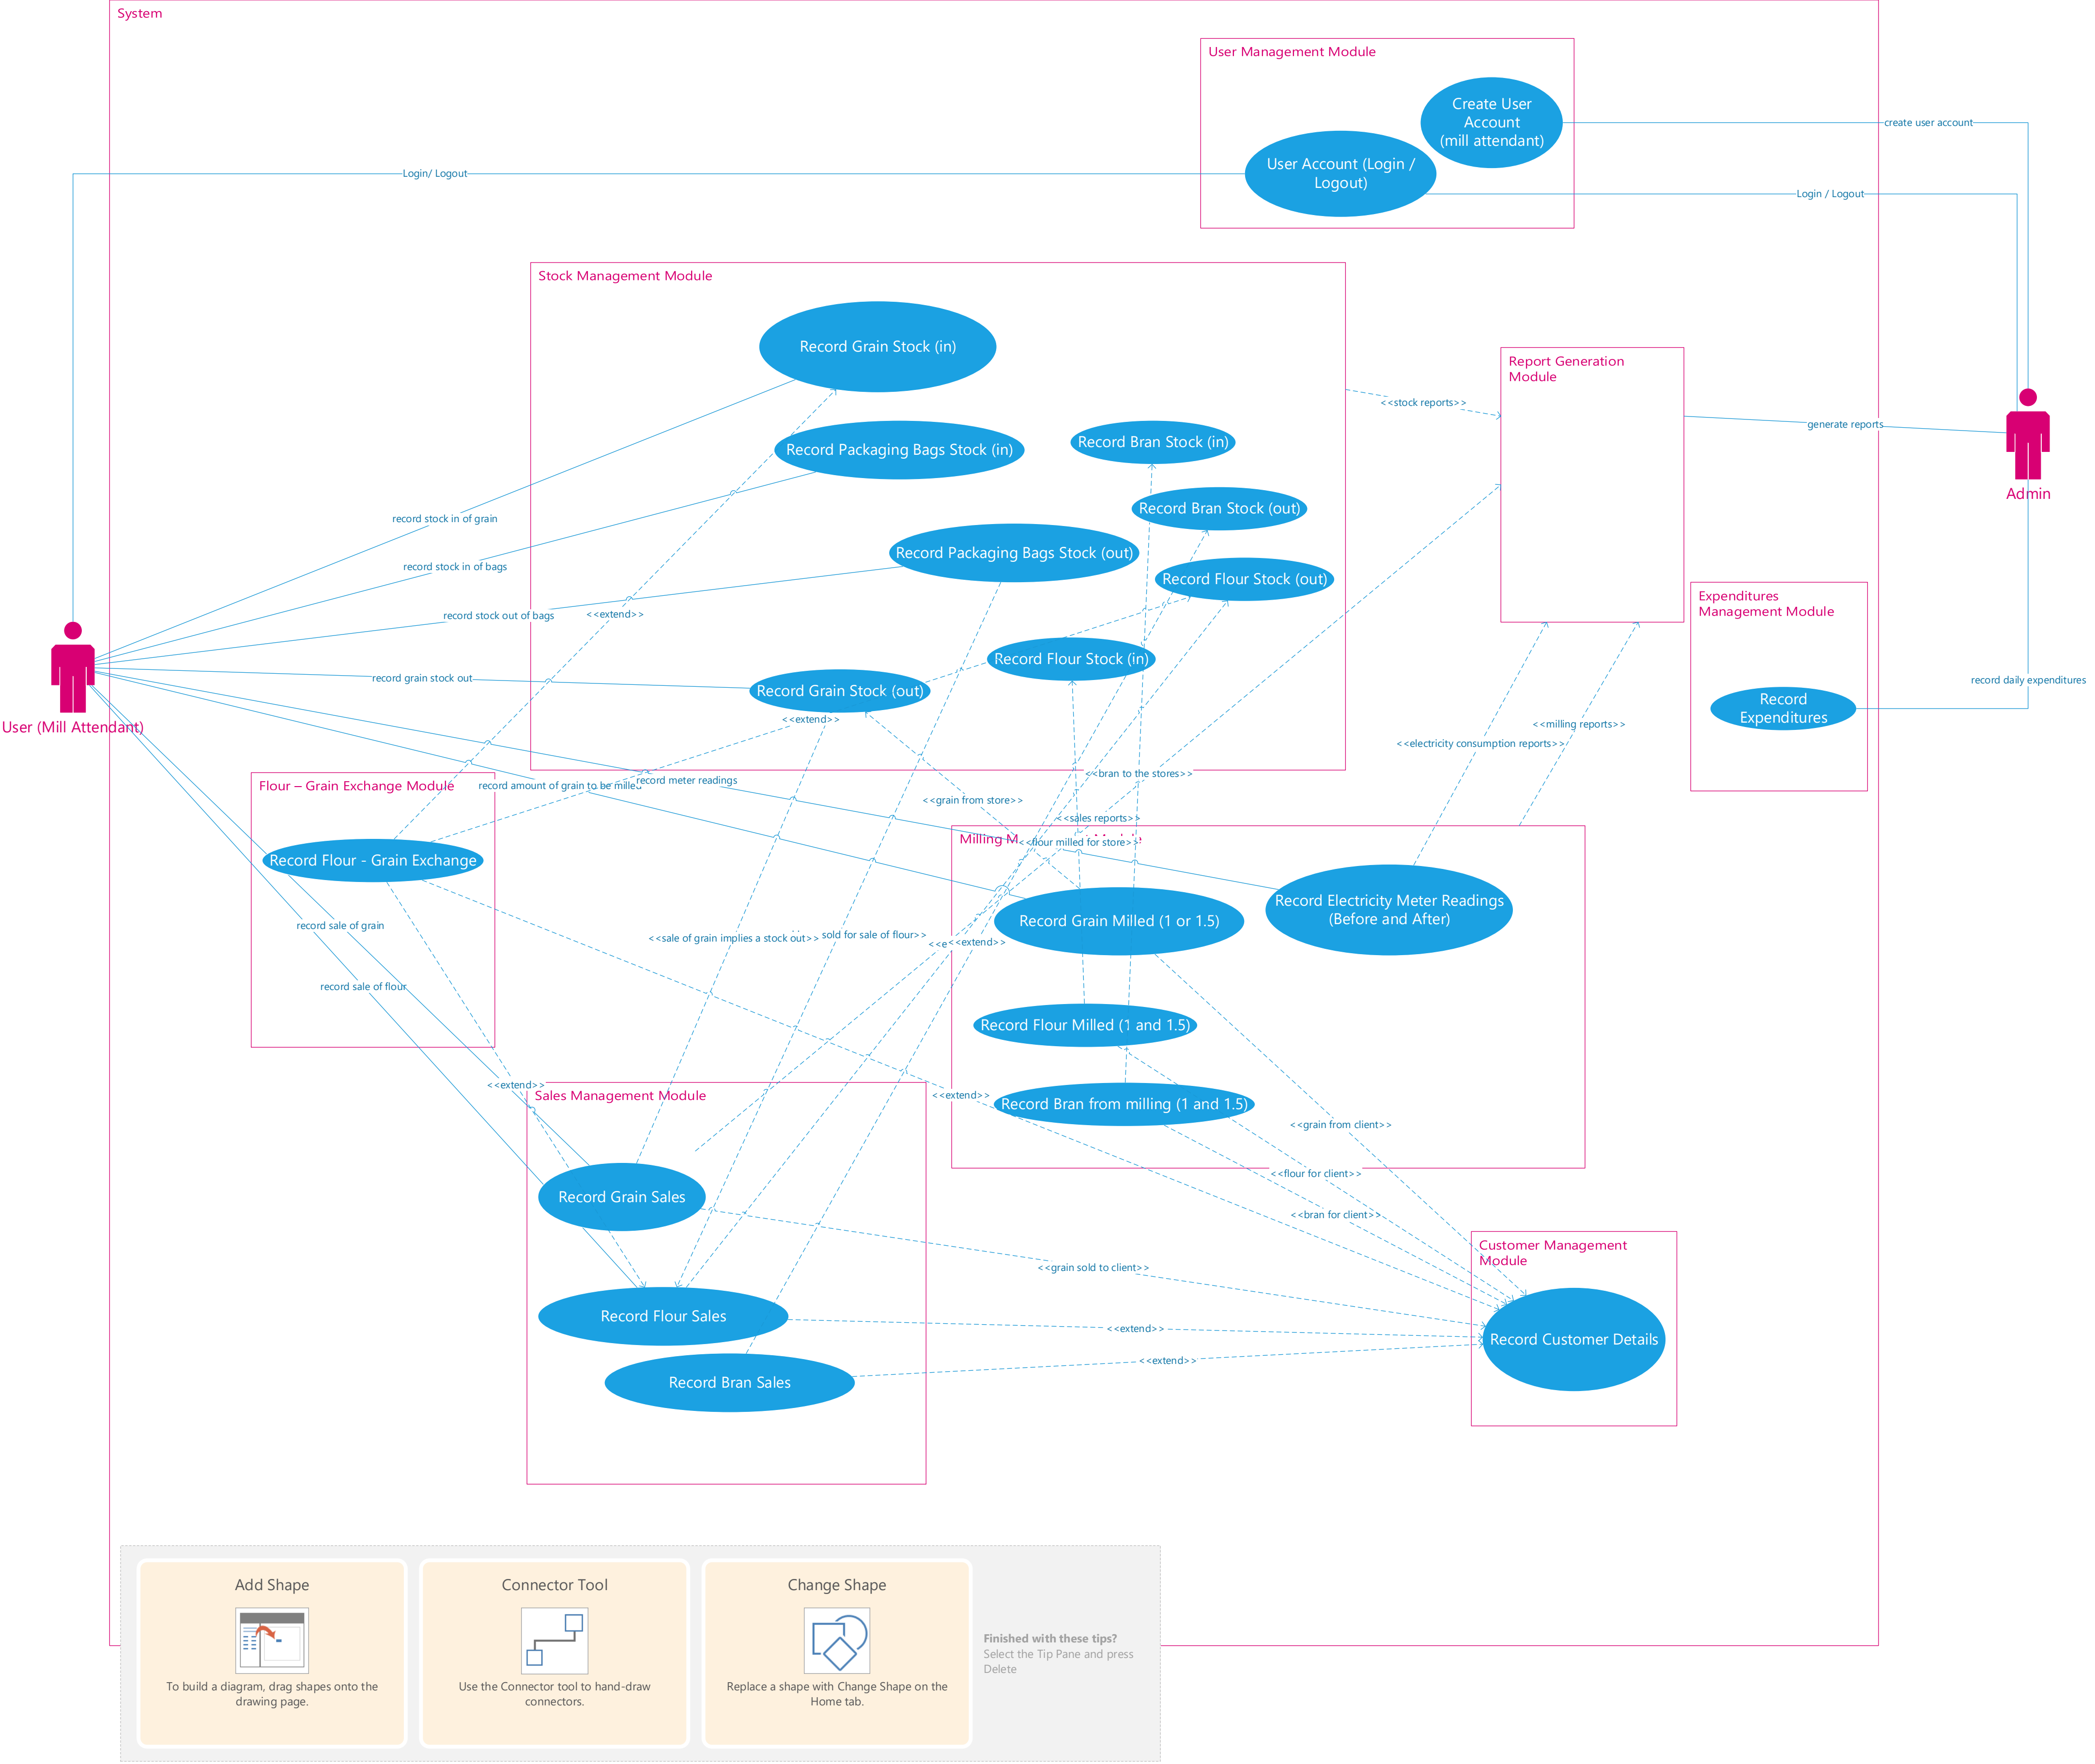 System
User Management Module
Create User
Account
(mill attendant)
create user account
User Account (Login /
Logout)
Login/ Logout
Login / Logout
Stock Management Module
Record Grain Stock (in)
Report Generation
Module
<<stock reports>>
generate reports
Record Packaging Bags Stock (in)
Record Bran Stock (in)
Admin
Record Bran Stock (out)
record stock in of grain
Record Packaging Bags Stock (out)
record stock in of bags
Record Flour Stock (out)
Expenditures
Management Module
<<extend>>
record stock out of bags
Record Flour Stock (in)
record grain stock out
Record Grain Stock (out)
record daily expenditures
Record
Expenditures
User (Mill Attendant)
<<extend>>
<<milling reports>>
<<electricity consumption reports>>
<<bran to the stores>>
Flour – Grain Exchange Module
record amount of grain to be milled
record meter readings
<<grain from store>>
<<sales reports>>
Milling M
<<flour milled for store>>
Record Flour - Grain Exchange
Record Electricity Meter Readings
(Before and After)
Record Grain Milled (1 or 1.5)
record sale of grain
<<sale of grain implies a stock out>>
sold for sale of flour>>
<<e
<<extend>>
record sale of flour
Record Flour Milled (1 and 1.5)
<<extend>>
Sales Management Module
<<extend>>
Record Bran from milling (1 and 1.5)
<<grain from client>>
<<flour for client>>
Record Grain Sales
<<bran for client>>
Customer Management
Module
<<grain sold to client>>
Record Flour Sales
<<extend>>
Record Customer Details
<<extend>>
Record Bran Sales
Add Shape
To build a diagram, drag shapes onto the
drawing page.
Connector Tool
Use the Connector tool to hand-draw
connectors.
Change Shape
Replace a shape with Change Shape on the
Home tab.
Finished with these tips?
Select the Tip Pane and press
Delete